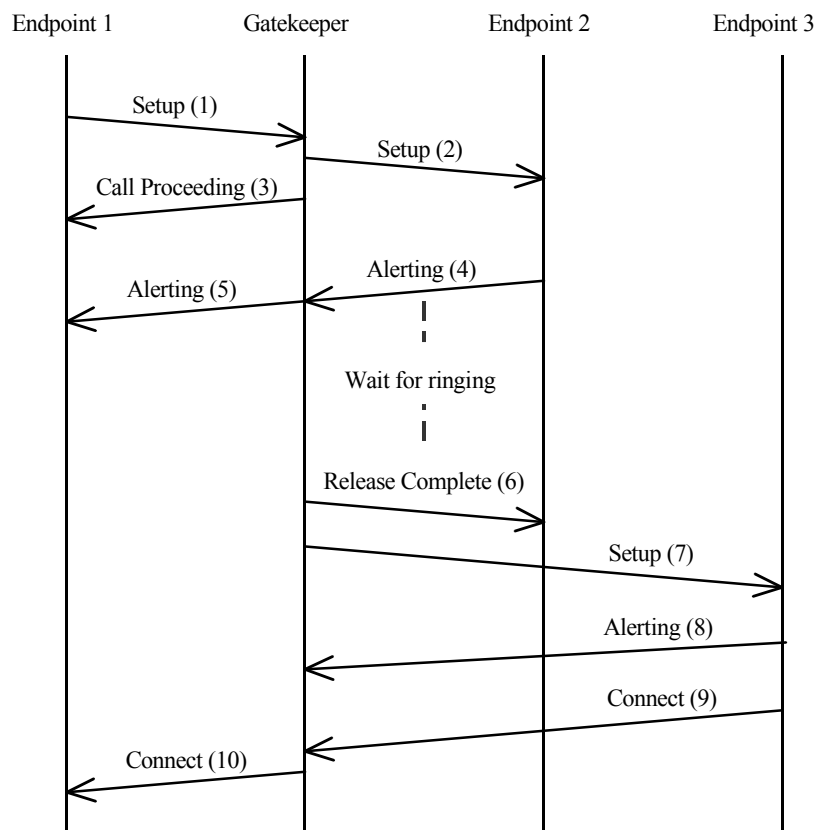 Endpoint 1
Gatekeeper
Endpoint 2
Endpoint 3
Setup (1)
Setup (2)
Call Proceeding (3)
Alerting (4)
Alerting (5)
Wait for ringing
Release Complete (6)
Setup (7)
Alerting (8)
Connect (9)
Connect (10)